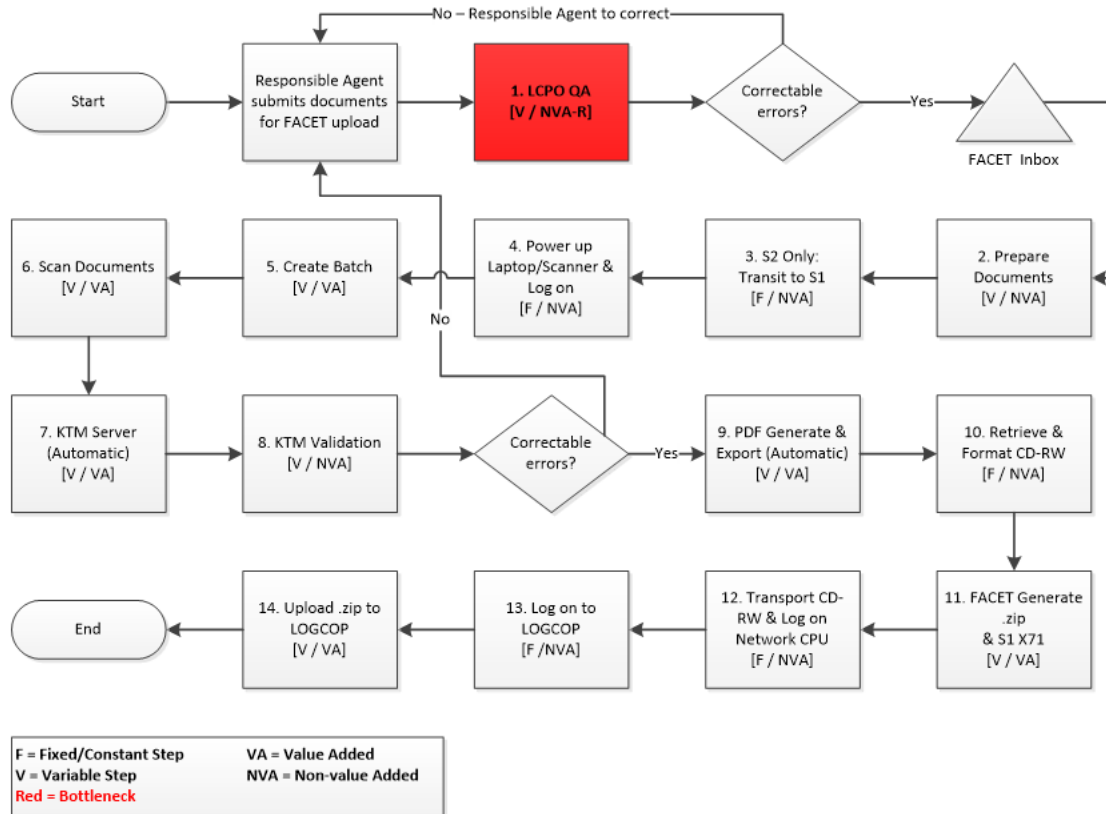 No – Responsible Agent to correct
Start
Responsible Agent
submits documents
for FACET upload
1. LCPO QA
[V / NVA-R]
Correctable
errors?
Yes
FACET Inbox
6. Scan Documents
[V / VA]
5. Create Batch
[V / VA]
4. Power up
Laptop/Scanner &
Log on
[F / NVA]
3. S2 Only:
Transit to S1
[F / NVA]
2. Prepare
Documents
[V / NVA]
No
7. KTM Server
(Automatic)
[V / VA]
8. KTM Validation
[V / NVA]
Correctable
errors?
Yes
9. PDF Generate &
Export (Automatic)
[V / VA]
10. Retrieve &
Format CD-RW
[F / NVA]
End
14. Upload .zip to
LOGCOP
[V / VA]
13. Log on to
LOGCOP
[F /NVA]
12. Transport CD-
RW & Log on
Network CPU
[F / NVA]
11. FACET Generate
.zip
& S1 X71
[V / VA]
F = Fixed/Constant Step VA = Value Added
V = Variable Step NVA = Non-value Added
Red = Bottleneck